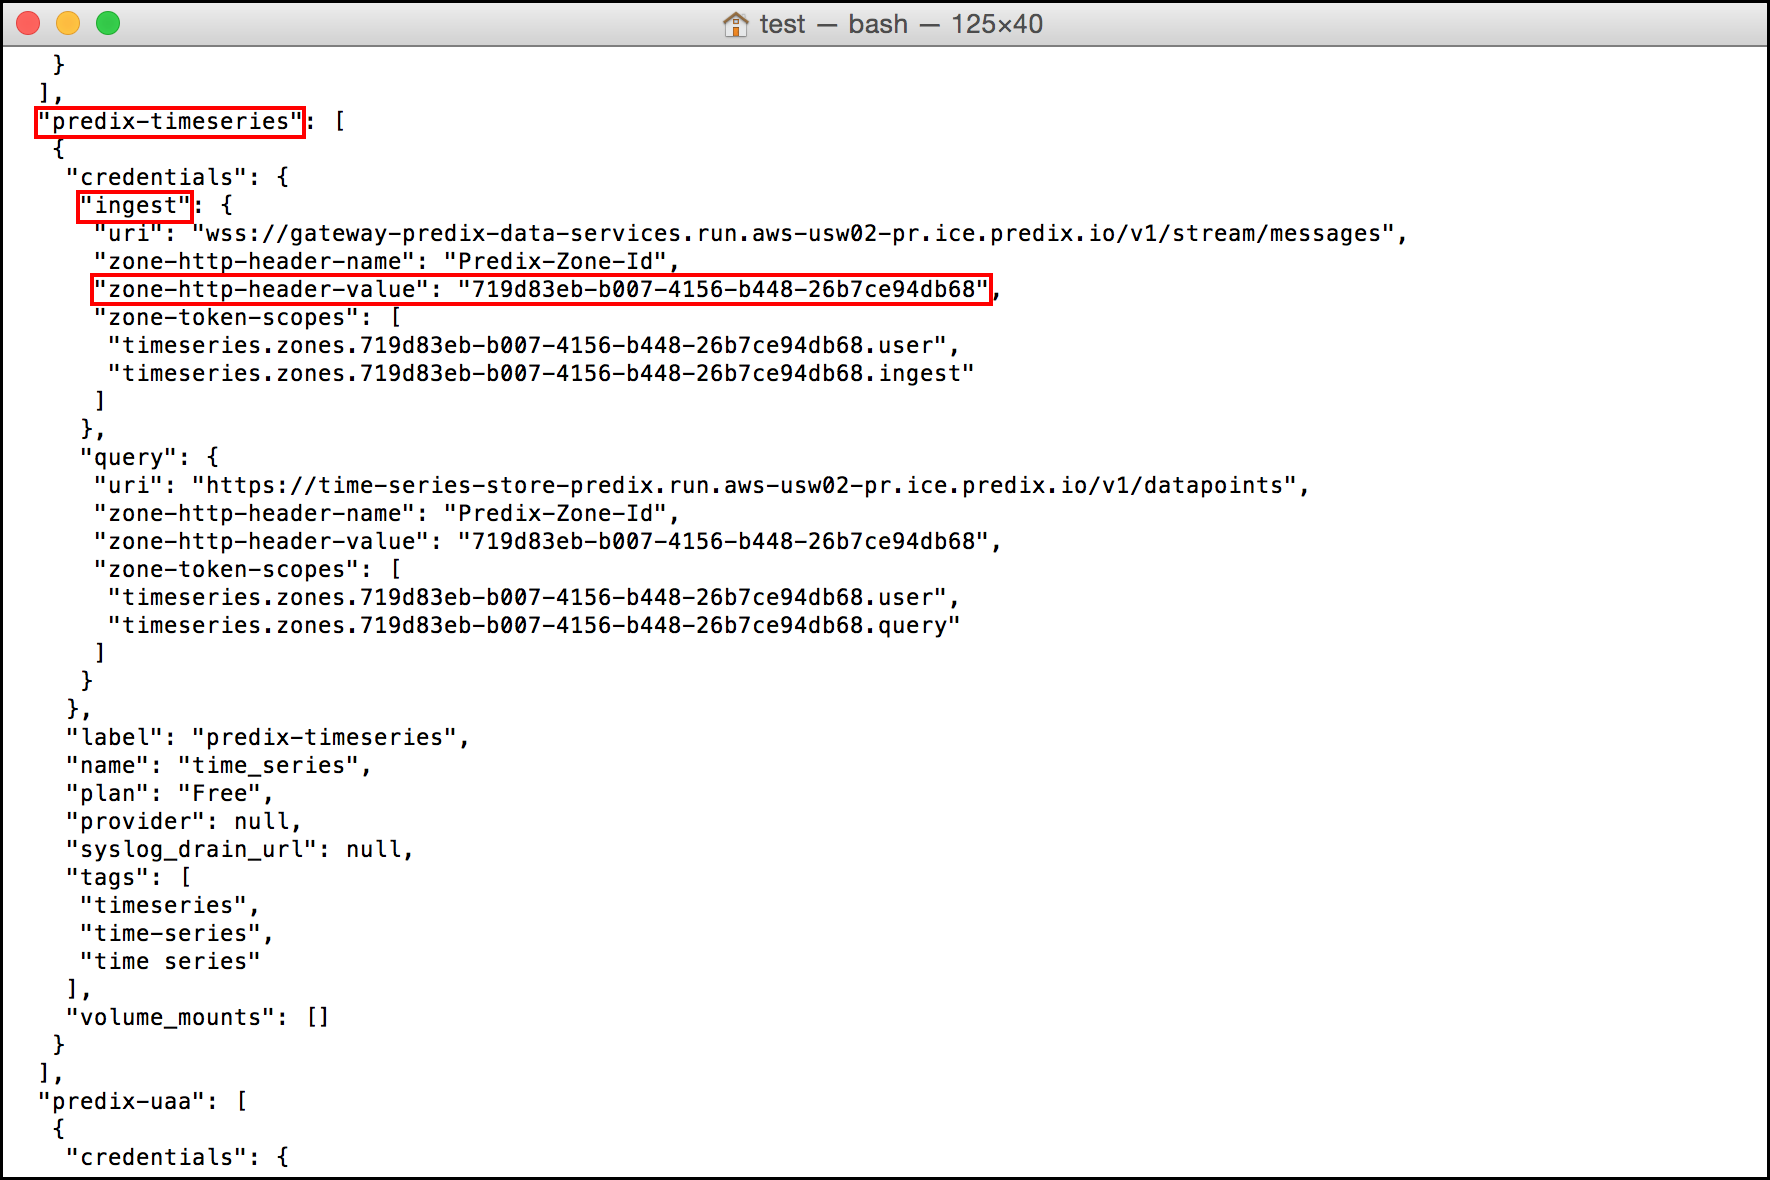 test — bash — 125×40
}
],
"predix-timeseries": [
{
"credentials": {
"ingest": {
"uri": "wss://gateway-predix-data-services.run.aws-usw02-pr.ice.predix.io/v1/stream/messages",
"zone-http-header-name": "Predix-Zone-Id",
"zone-http-header-value": "719d83eb-b007-4156-b448-26b7ce94db68",
"zone-token-scopes": [
"timeseries.zones.719d83eb-b007-4156-b448-26b7ce94db68.user",
"timeseries.zones.719d83eb-b007-4156-b448-26b7ce94db68.ingest"
]
},
"query": {
"uri": "https://time-series-store-predix.run.aws-usw02-pr.ice.predix.io/v1/datapoints",
"zone-http-header-name": "Predix-Zone-Id",
"zone-http-header-value": "719d83eb-b007-4156-b448-26b7ce94db68",
"zone-token-scopes": [
"timeseries.zones.719d83eb-b007-4156-b448-26b7ce94db68.user",
"timeseries.zones.719d83eb-b007-4156-b448-26b7ce94db68.query"
]
}
},
"label": "predix-timeseries",
"name": "time_series",
"plan": "Free",
"provider": null,
"syslog_drain_url": null,
"tags": [
"timeseries",
"time-series",
"time series"
],
"volume_mounts": []
}
],
"predix-uaa": [
{
"credentials": {